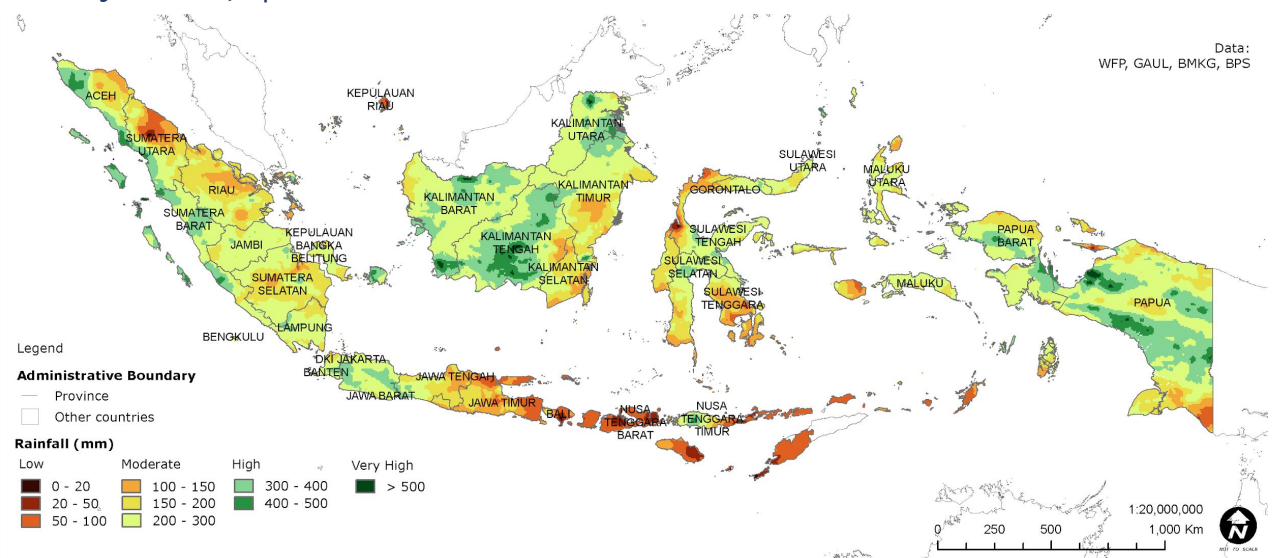 Data:
WFP, GAUL, BMKG, BPS
KEPULAUAN
RIAU
ACEH
SUMATERA
UTARA
RIAU
SUMATERA
BARAT
JAMBI
KEPULAUAN
BANGKA
BELITUNG
SUMATERA
SELATAN
BENGKULU
LAMPUNG
DKI JAKARTA
BANTEN
JAWA BARAT
JAWA TENGAH
JAWA TIMUR
BALI
NUSA
TENGGARA
BARAT
NUSA
TENGGARA
TIMUR
KALIMANTAN
UTARA
KALIMANTAN
BARAT
KALIMANTAN
TIMUR
KALIMANTAN
TENGAH
KALIMANTAN
SELATAN
SULAWESI
UTARA
GORONTALO
SULAWESI
TENGAH
SULAWESI
SELATAN
SULAWESI
TENGGARA
MALUKU
UTARA
MALUKU
PAPUA
BARAT
PAPUA
Legend
Administrative Boundary
Province
Other countries
Rainfall (mm)
Low
0 - 20
20 - 50
50 - 100
Moderate
100 - 150
150 - 200
200 - 300
High
300 - 400
400 - 500
Very High
> 500
1:20,000,000
0 250 500 1,000 Km
N
NOT TO SCALE